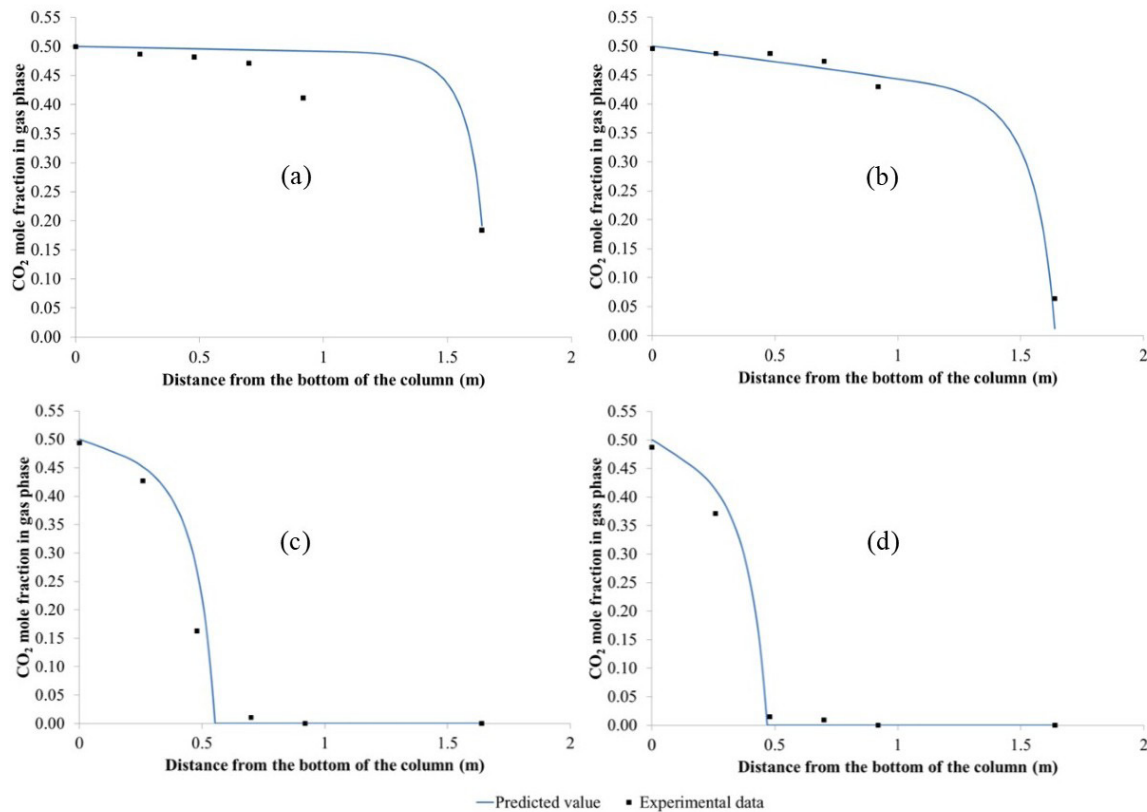 CO2 mole fraction in gas phase
0.55
0.50
0.45
0.40
0.35
0.30
0.25
0.20
0.15
0.10
0.05
0.00
(a)
0 0.5 1 1.5 2
Distance from the bottom of the column (m)
CO2 mole fraction in gas phase
0.55
0.50
0.45
0.40
0.35
0.30
0.25
0.20
0.15
0.10
0.05
0.00
(b)
0 0.5 1 1.5 2
Distance from the bottom of the column (m)
CO2 mole fraction in gas phase
0.55
0.50
0.45
0.40
0.35
0.30
0.25
0.20
0.15
0.10
0.05
0.00
(c)
0 0.5 1 1.5 2
Distance from the bottom of the column (m)
CO2 mole fraction in gas phase
0.55
0.50
0.45
0.40
0.35
0.30
0.25
0.20
0.15
0.10
0.05
0.00
(d)
0 0.5 1 1.5 2
Distance from the bottom of the column (m)
Predicted value Experimental data